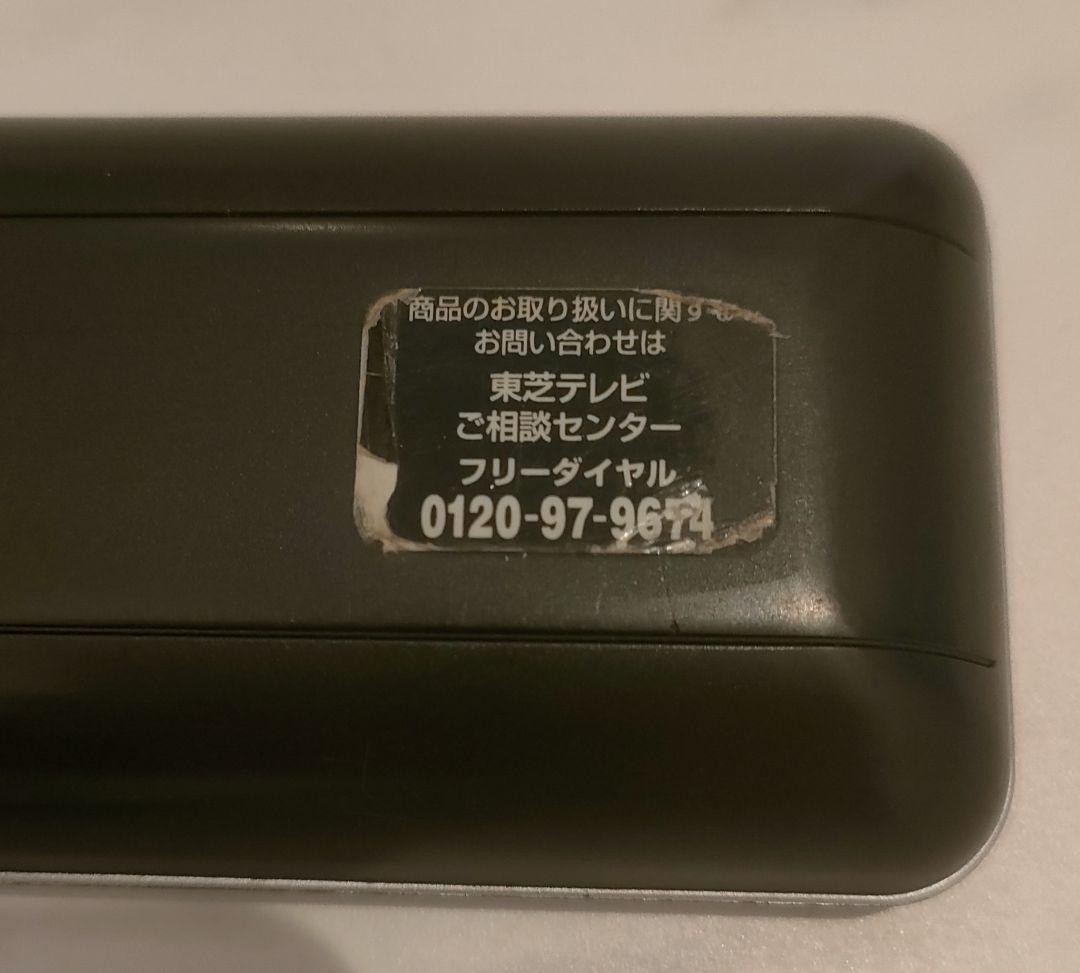 商品のお取り扱いに関する
お問い合わせは
東芝テレビ
ご相談センター
フリーダイヤル
0120-97-9674